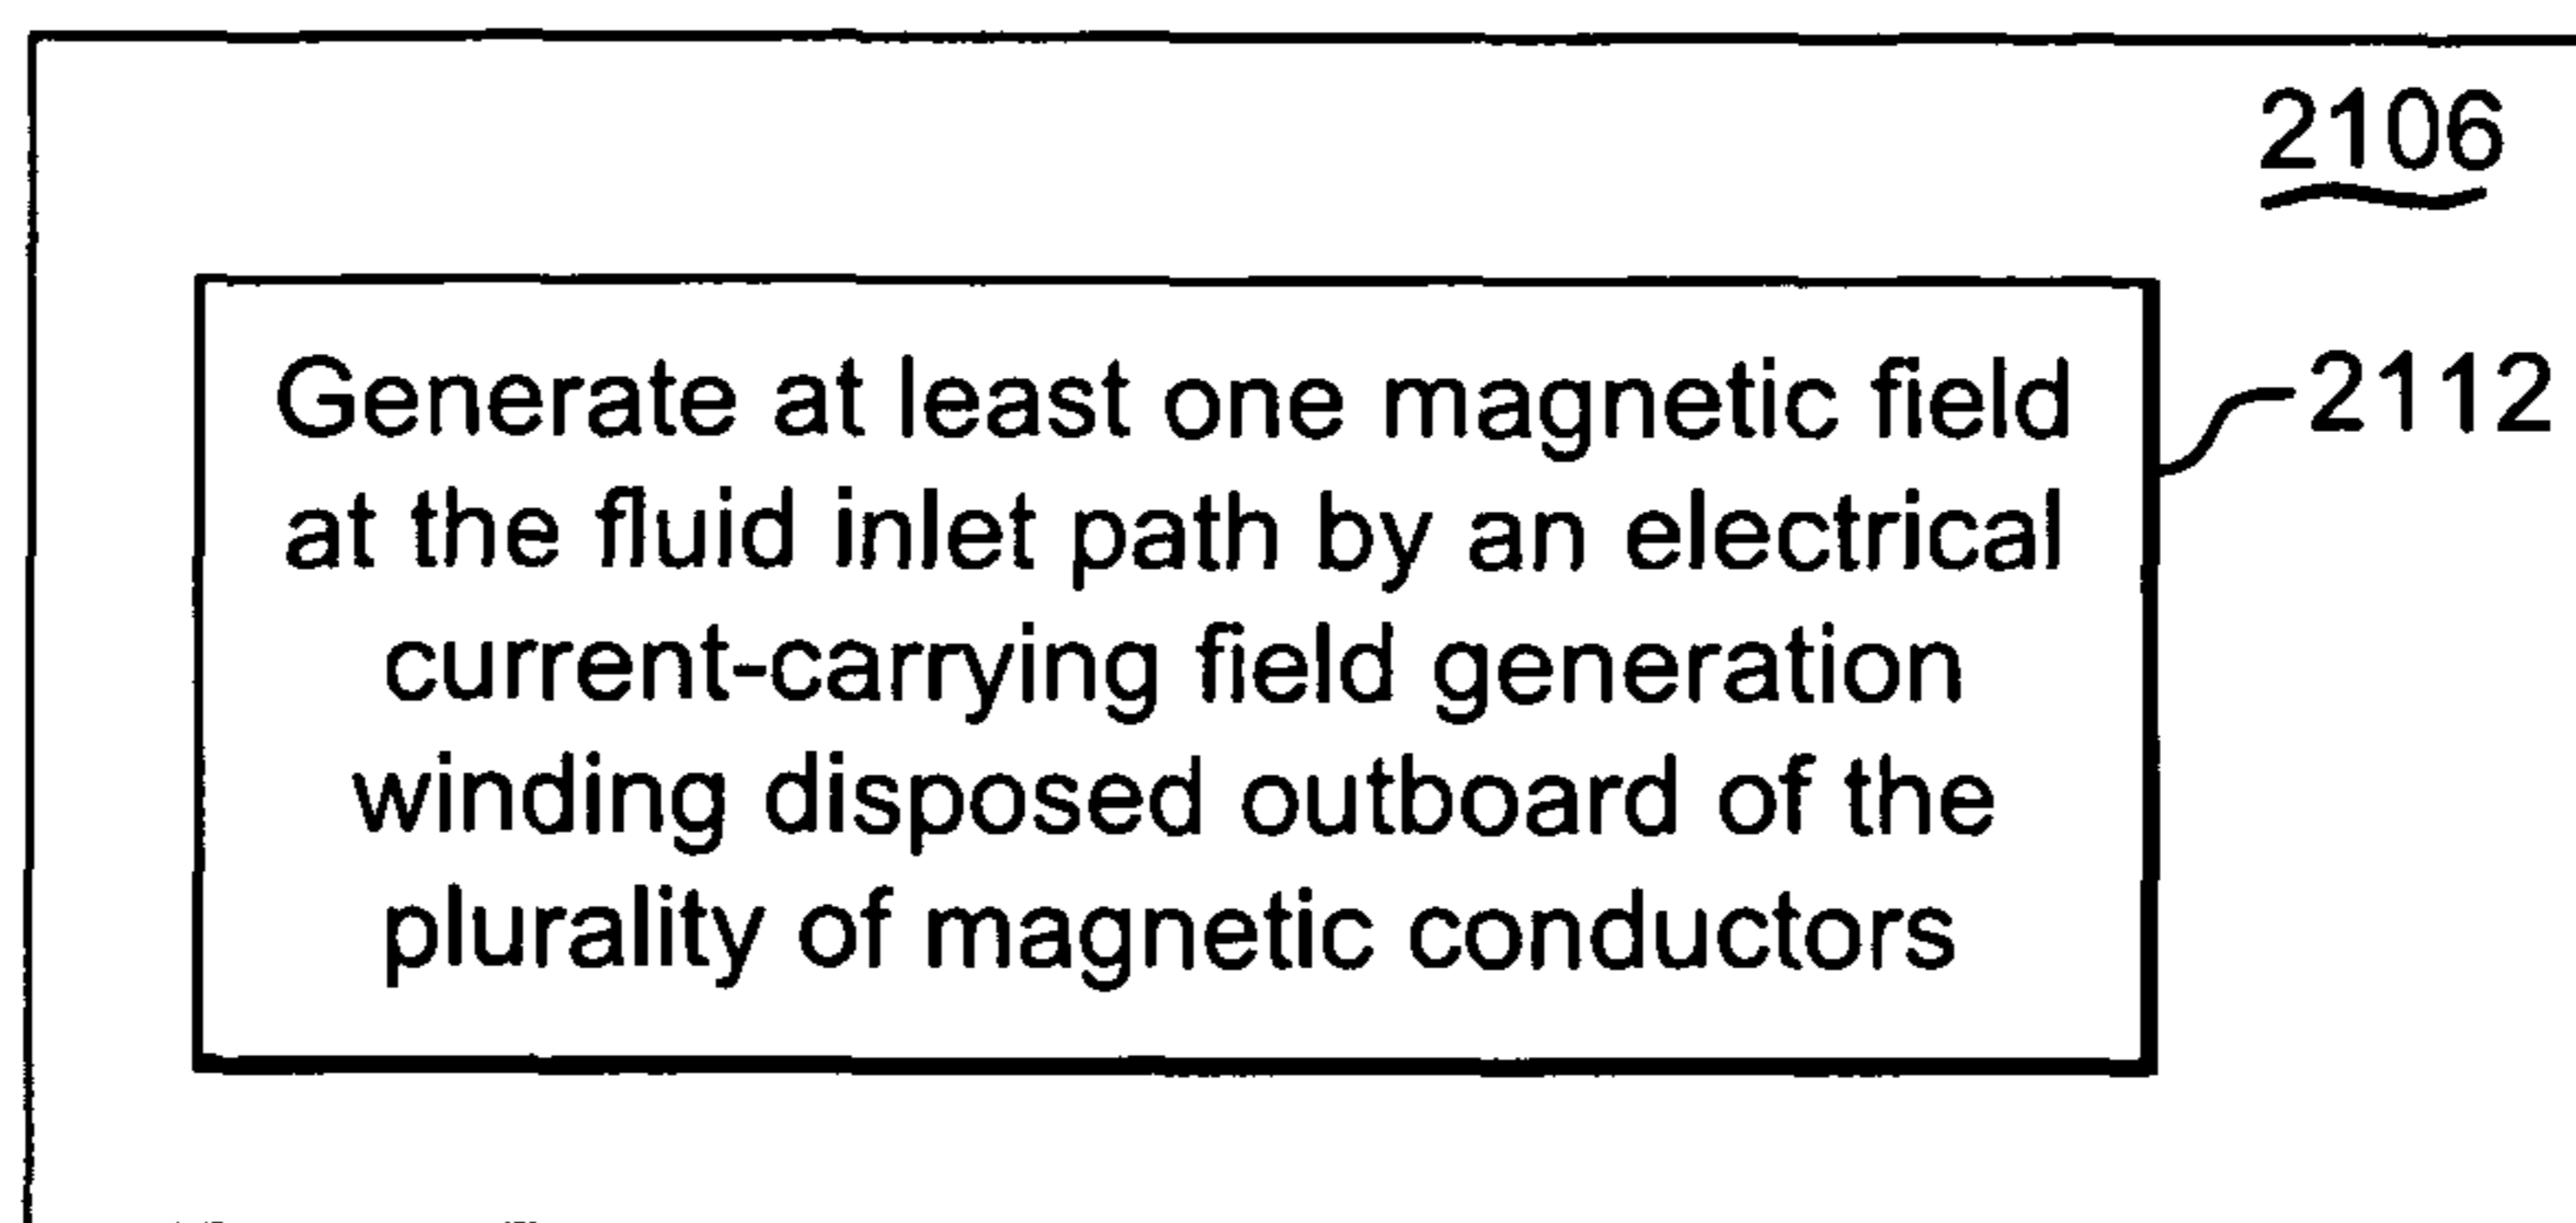 2106
Generate at least one magnetic field
2112
at the fluid inlet path by an electrical
current-carrying field generation
winding disposed outboard of the
plurality of magnetic conductors